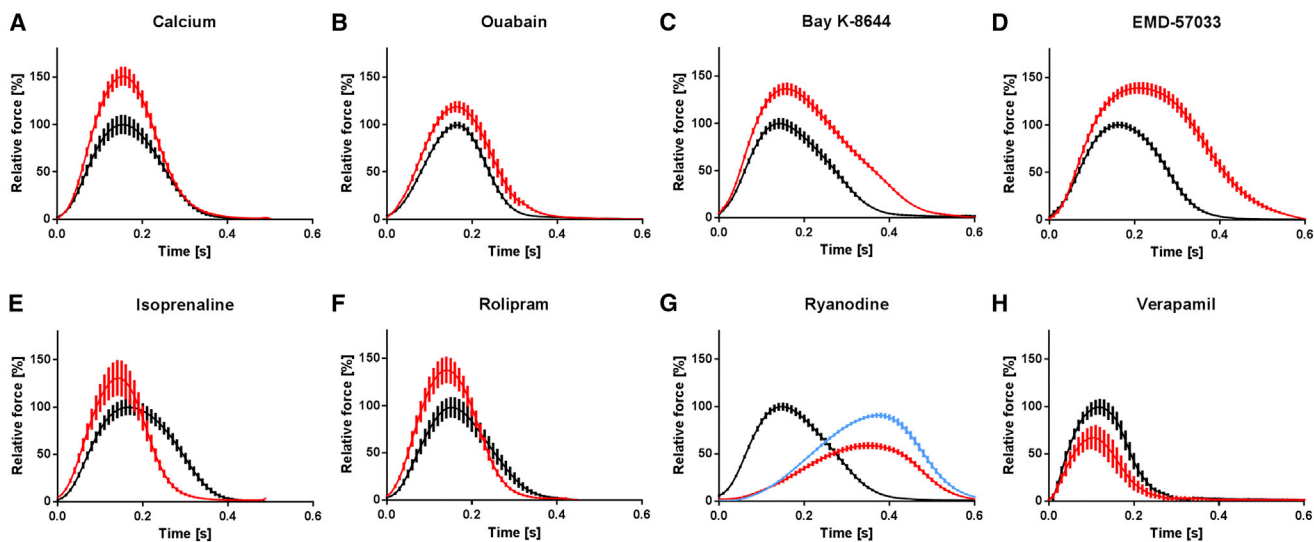 A Calcium
Relative force [%]
150
100
50
0
0.0 0.2 0.4 0.6
Time [s]
B Ouabain
Relative force [%]
150
100
50
0
0.0 0.2 0.4 0.6
Time [s]
C Bay K-8644
Relative force [%]
150
100
50
0
0.0 0.2 0.4 0.6
Time [s]
D EMD-57033
Relative force [%]
150
100
50
0
0.0 0.2 0.4 0.6
Time [s]
E Isoprenaline
Relative force [%]
150
100
50
0
0.0 0.2 0.4 0.6
Time [s]
F Rolipram
Relative force [%]
150
100
50
0
0.0 0.2 0.4 0.6
Time [s]
G Ryanodine
Relative force [%]
150
100
50
0
0.0 0.2 0.4 0.6
Time [s]
H Verapamil
Relative force [%]
150
100
50
0
0.0 0.2 0.4 0.6
Time [s]